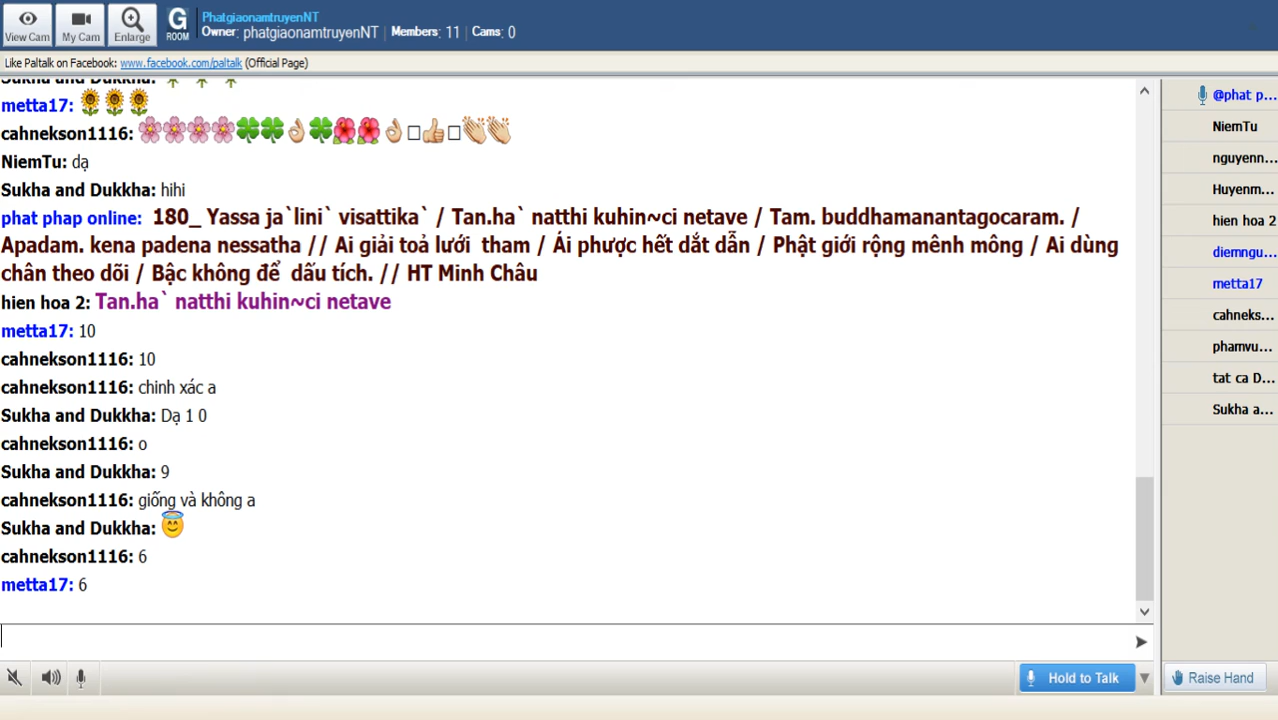 View Cam
My Cam
Enlarge
G
ROOM
PhatgiaonamtruyenNT
Owner: phatgiaonamtruyenNT | Members: 11 | Cams: 0
Like Paltalk on Facebook: www.facebook.com/paltalk (Official Page)
Sukha and Dukkha:
metta17:
cahnekson1116:
NiemTu: dạ
Sukha and Dukkha: hihi
phat phap online: 180_ Yassa ja`lini` visattika` / Tan.ha` natthi kuhin~ci netave / Tam. buddhamanantagocaram. /
Apadam. kena padena nessatha // Ai giải toả lưới tham / Ái phược hết dắt dẫn / Phật giới rộng mênh mông / Ai dùng
chân theo dõi / Bậc không để dấu tích. // HT Minh Châu
hien hoa 2: Tan.ha` natthi kuhin~ci netave
metta17: 10
cahnekson1116: 10
cahnekson1116: chinh xác a
Sukha and Dukkha: Dạ 1 0
cahnekson1116: o
Sukha and Dukkha: 9
cahnekson1116: giống và không a
Sukha and Dukkha:
cahnekson1116: 6
metta17: 6
@phat p...
NiemTu
nguyenn...
Huyenm...
hien hoa 2
diemngu...
metta17
cahneks...
phamvu...
tat ca D...
Sukha a...
Hold to Talk
Raise Hand